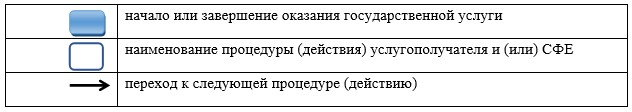 начало или завершение оказания государственной услуги
наименование процедуры (действия) услугополучателя и (или) СФЕ
переход к следующей процедуре (действию)